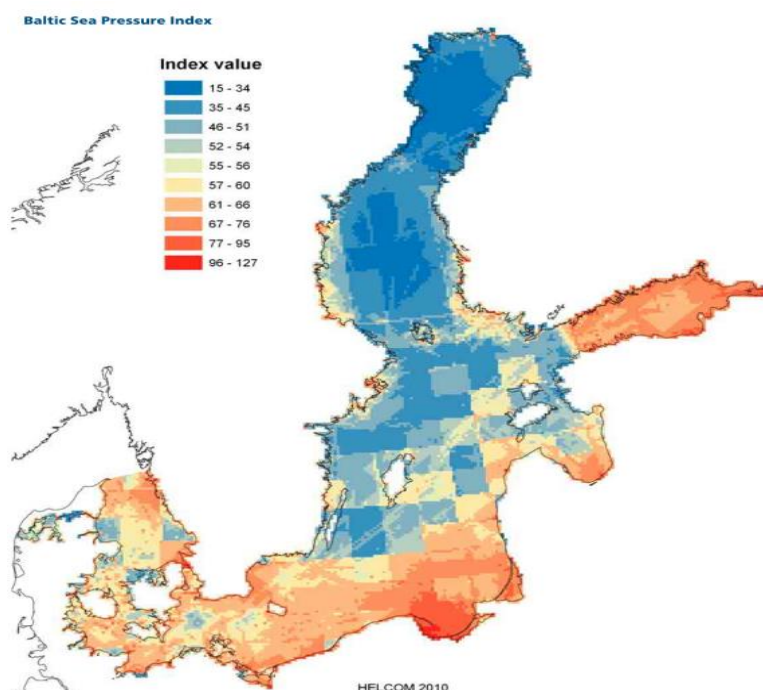 Baltic Sea Pressure Index
Index value
15 - 34
35 - 45
46 - 51
52 - 54
55 - 56
57 - 60
61 - 66
67 - 76
77 - 95
96 - 127
HELCOM 2010